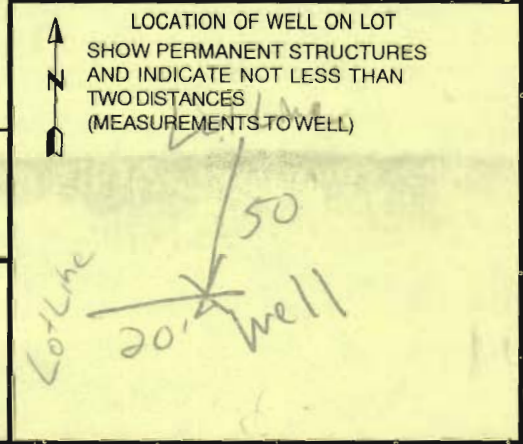 LOCATION OF WELL ON LOT
SHOW PERMANENT STRUCTURES
N AND INDICATE NOT LESS THAN
TWO DISTANCES
(MEASUREMENTS TO WELL)
Lot Line
50
Lot Line
20'
Well